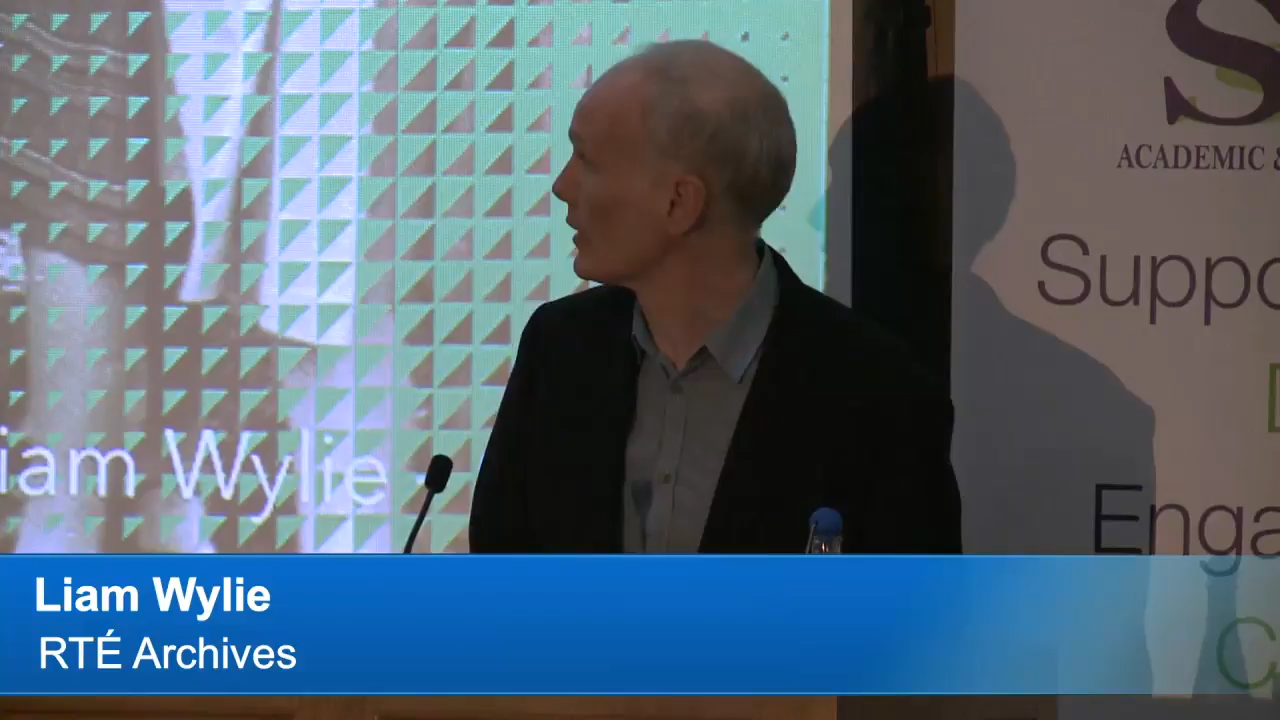 S
ACADEMIC &
Suppo
Enga
iam Wylie
Liam Wylie
RTÉ Archives